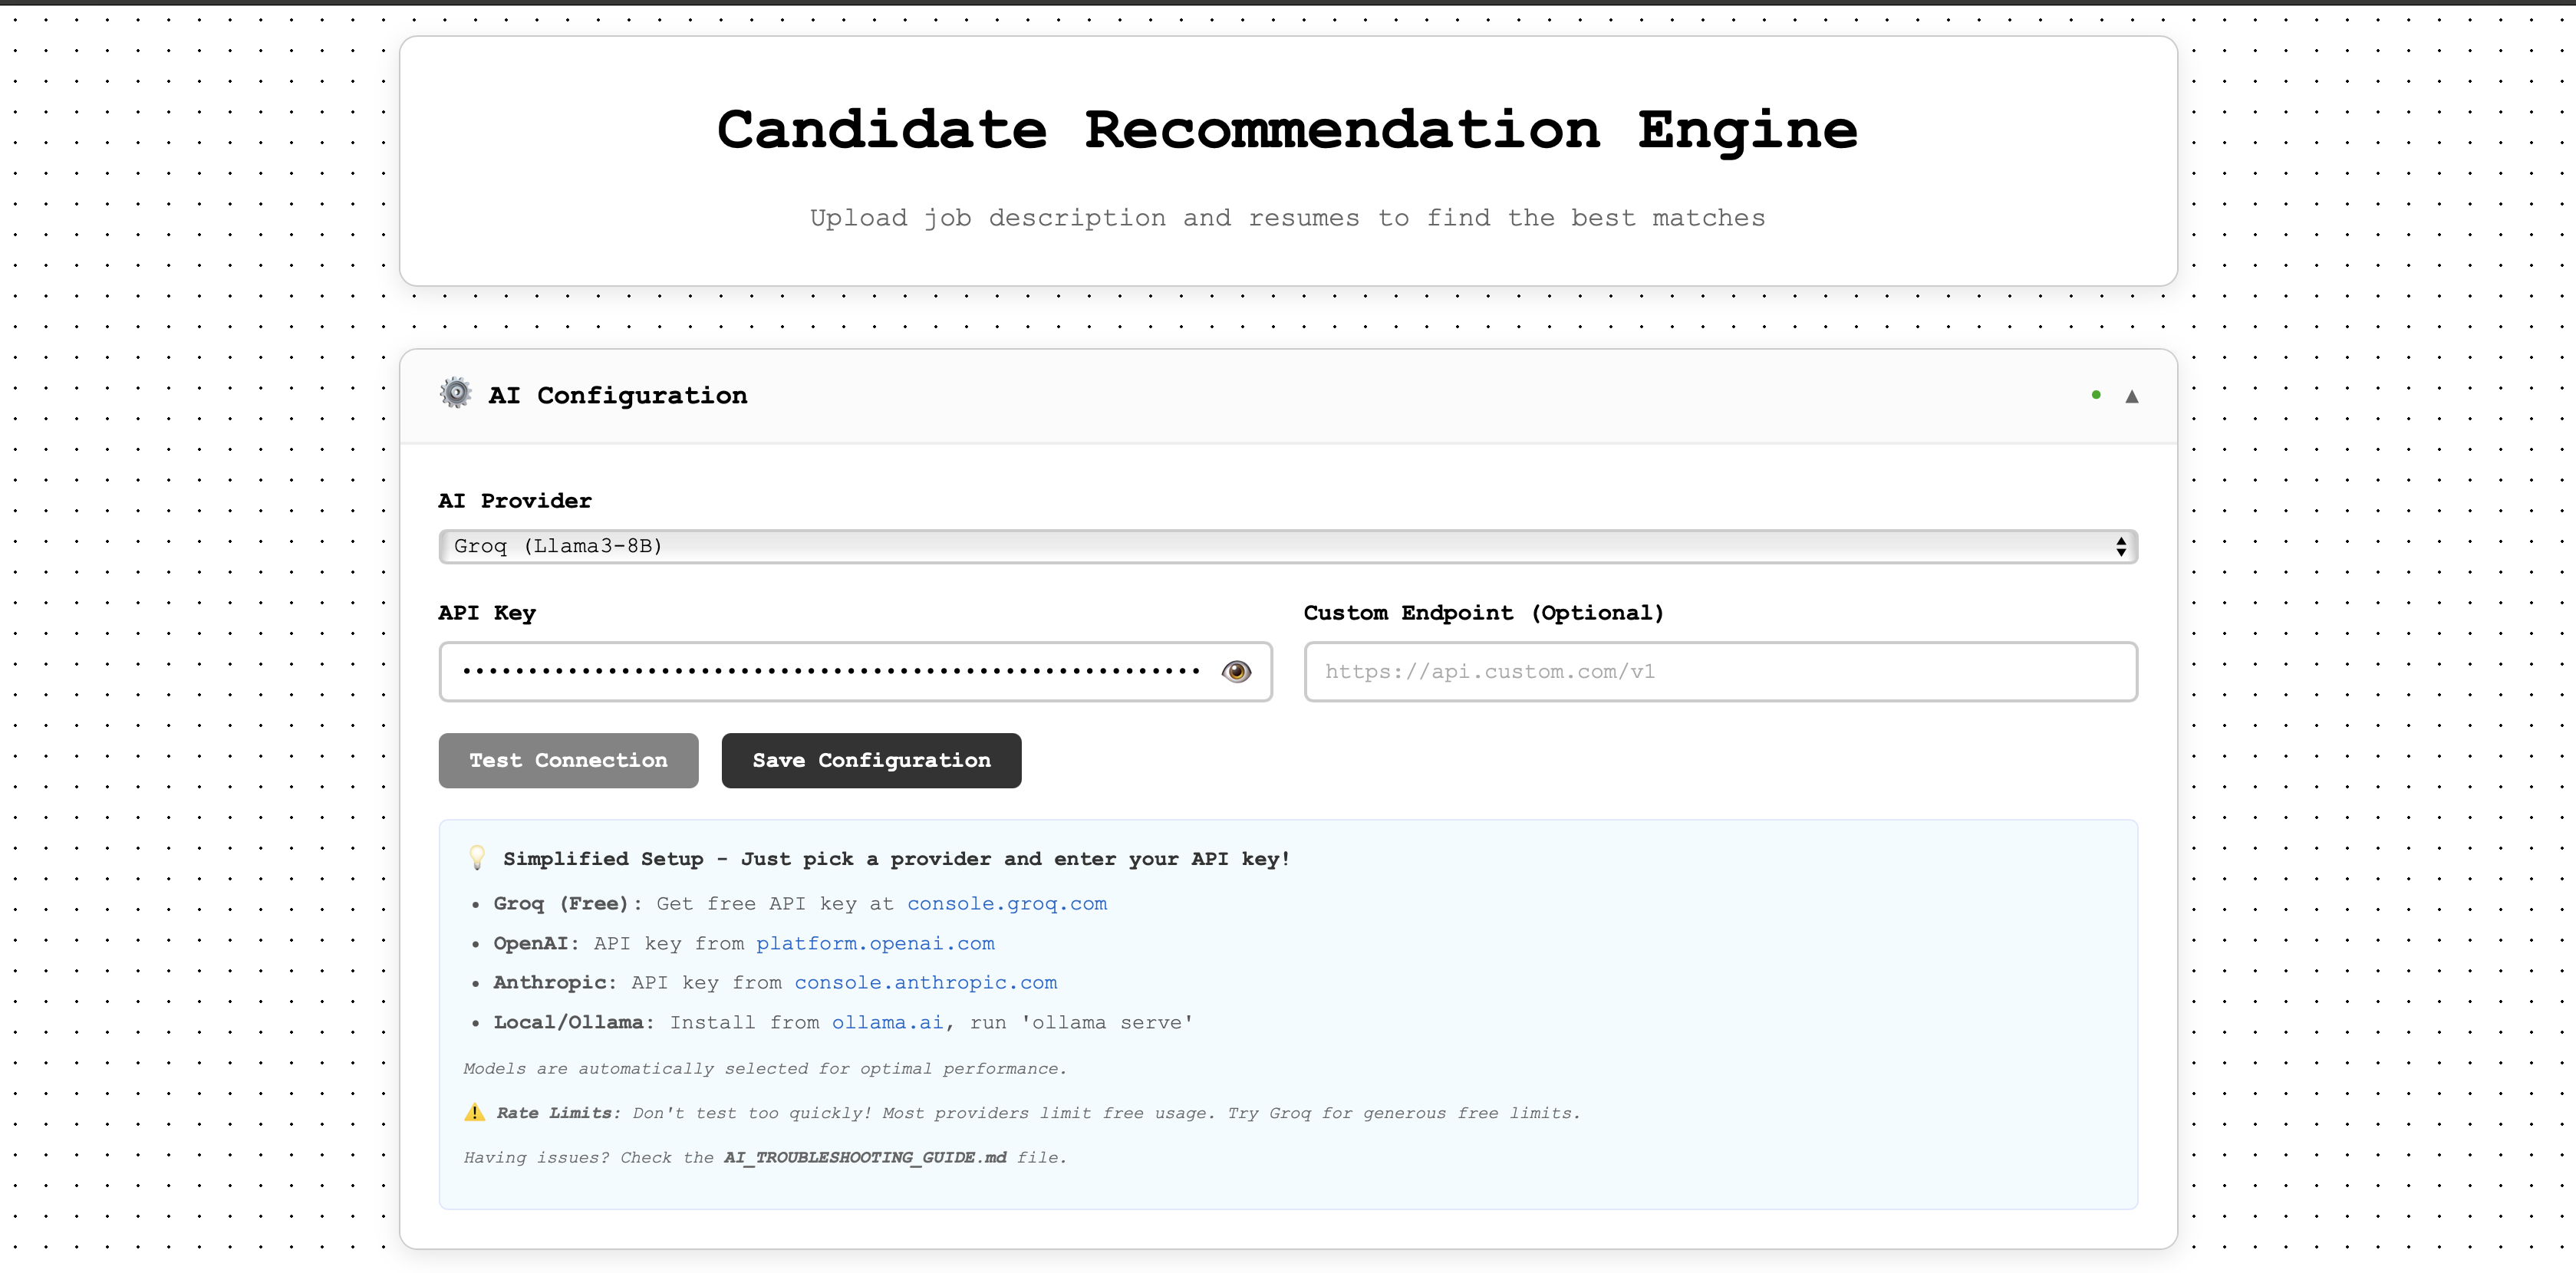 Candidate Recommendation Engine
Upload job description and resumes to find the best matches
⚙️ AI Configuration
AI Provider
Groq (Llama3-8B)
API Key
Custom Endpoint (Optional)
••••••••••••••••••••••••••••••••••••••••••••••••••••••••
https://api.custom.com/v1
Test Connection
Save Configuration
💡 Simplified Setup - Just pick a provider and enter your API key!
• Groq (Free): Get free API key at console.groq.com
• OpenAI: API key from platform.openai.com
• Anthropic: API key from console.anthropic.com
• Local/Ollama: Install from ollama.ai, run 'ollama serve'
Models are automatically selected for optimal performance.
⚠️ Rate Limits: Don't test too quickly! Most providers limit free usage. Try Groq for generous free limits.
Having issues? Check the AI_TROUBLESHOOTING_GUIDE.md file.